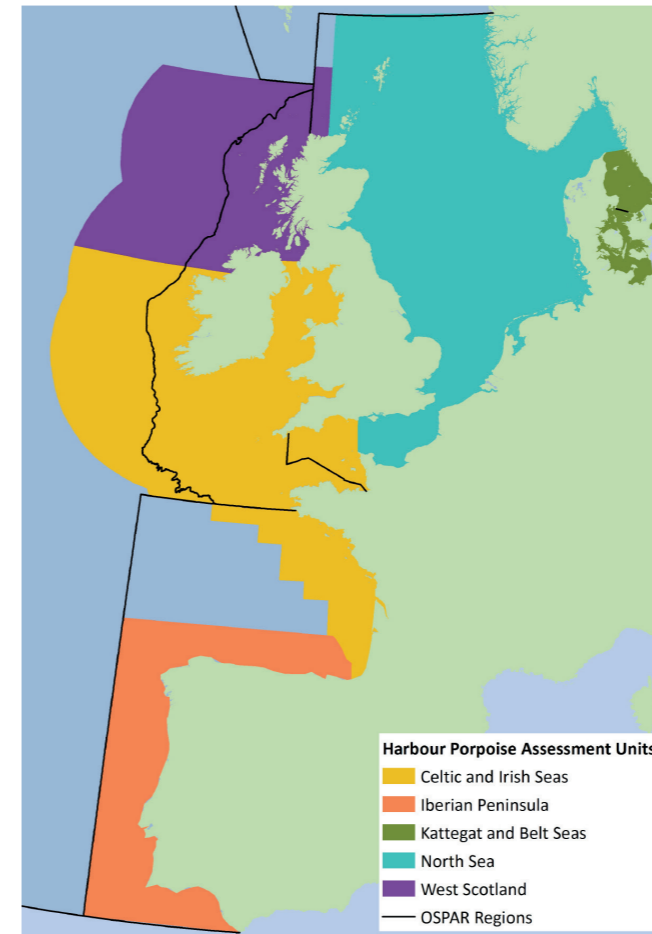 Harbour Porpoise Assessment Units
Celtic and Irish Seas
Iberian Peninsula
Kattegat and Belt Seas
North Sea
West Scotland
OSPAR Regions